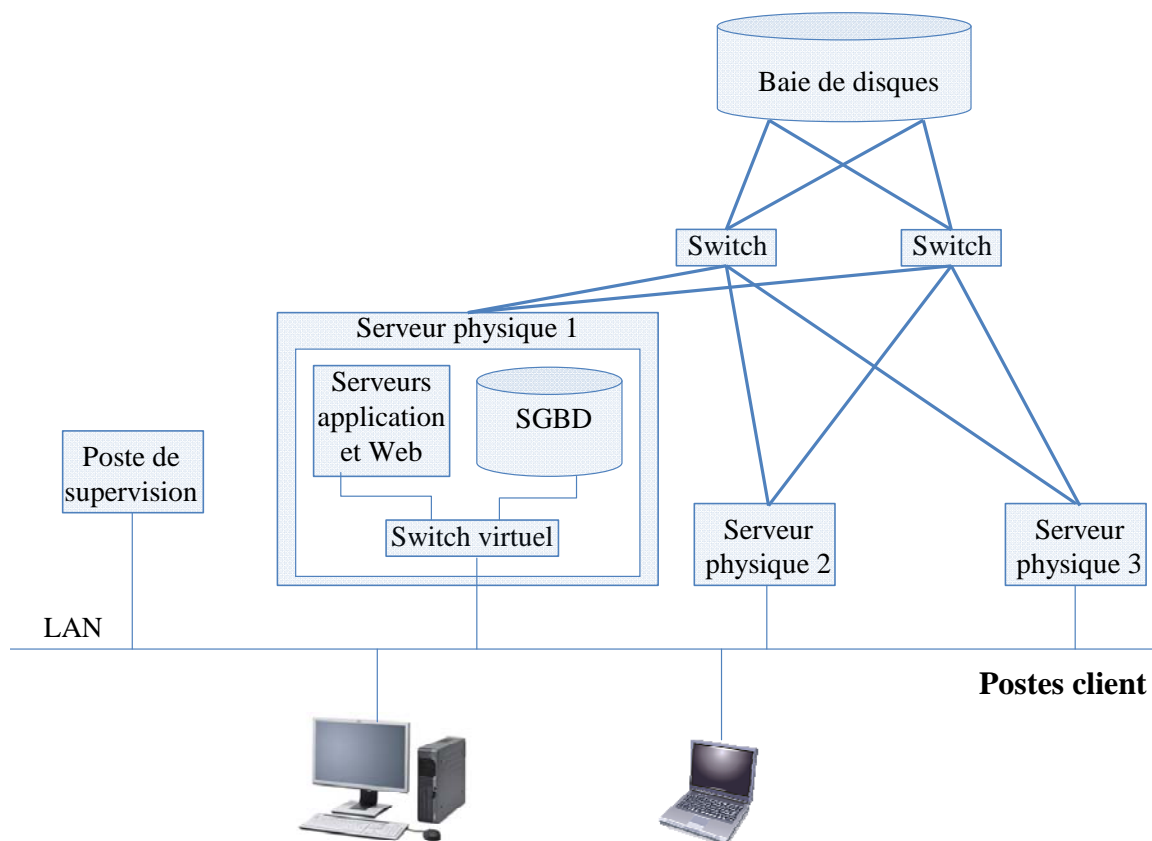 Baie de disques
Switch
Switch
Serveur physique 1
Serveurs
application
et Web
SGBD
Switch virtuel
Poste de
supervision
Serveur
physique 2
Serveur
physique 3
LAN
Postes client